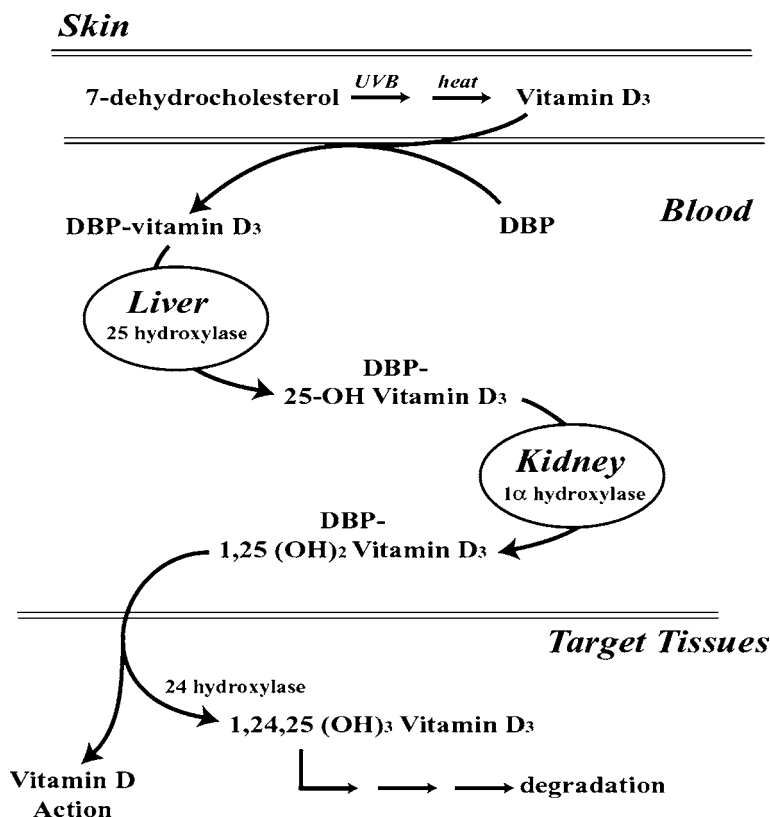 Skin
7-dehydrocholesterol UVB heat Vitamin D3
DBP-vitamin D3
DBP
Blood
Liver
25 hydroxylase
DBP-
25-OH Vitamin D3
Kidney
1α hydroxylase
DBP-
1,25 (OH)2 Vitamin D3
Target Tissues
24 hydroxylase
1,24,25 (OH)3 Vitamin D3
Vitamin D
Action
degradation